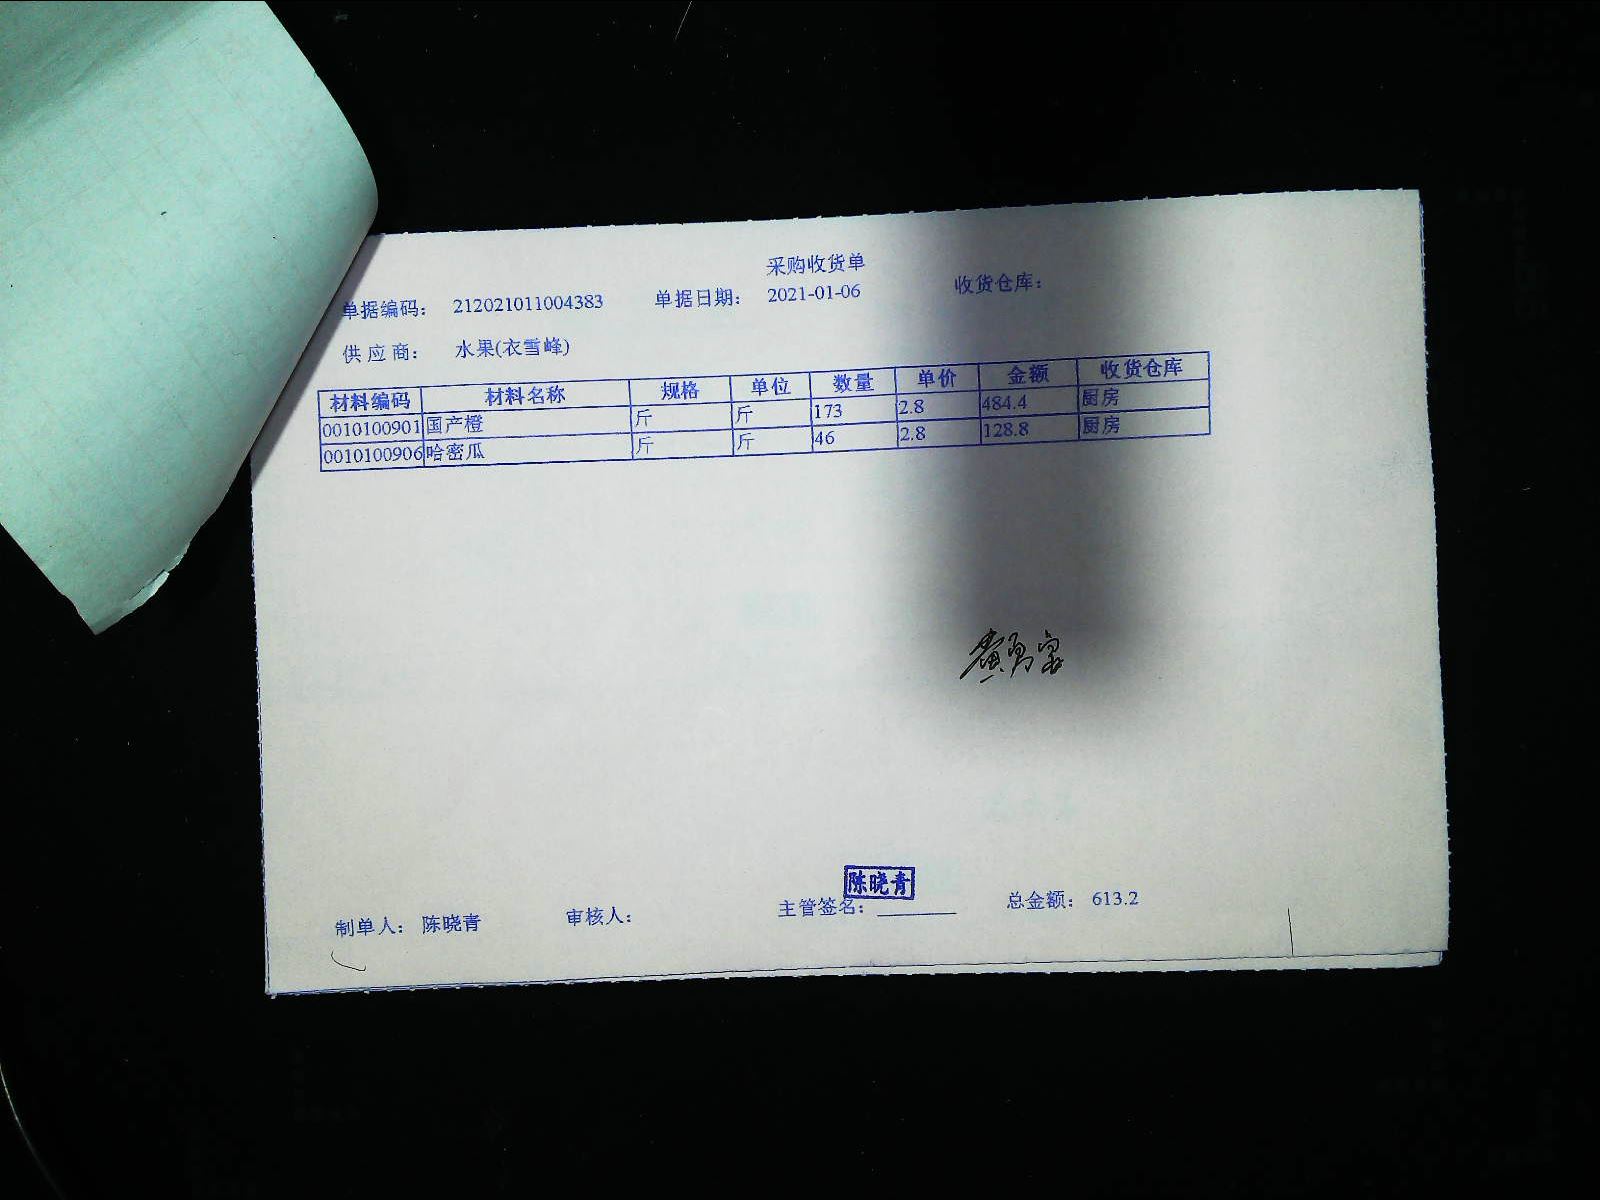 采购收货单
单据编码： 212021011004383 单据日期： 2021-01-06 收货仓库：
供 应 商： 水果(衣雪峰)
材料编码 材料名称 规格 单位 数量 单价 金额 收货仓库
0010100901 国产橙 斤 斤 173 2.8 484.4 厨房
0010100906 哈密瓜 斤 斤 46 2.8 128.8 厨房
陈晓青
制单人： 陈晓青 审核人： 主管签名： 总金额： 613.2